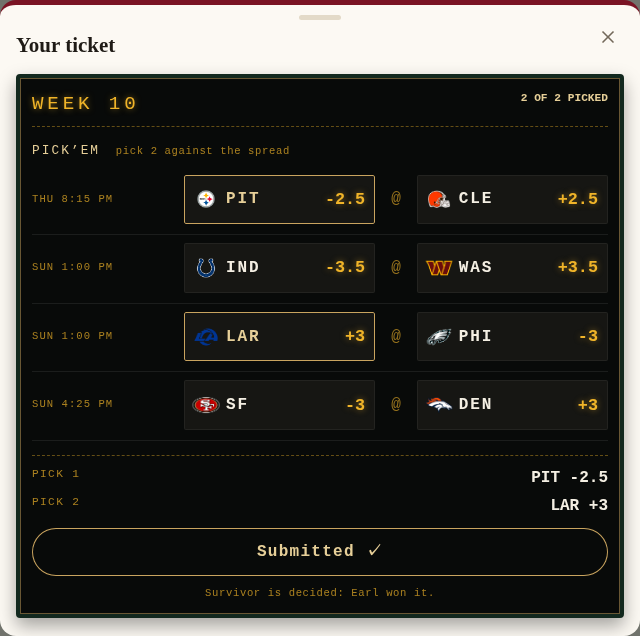 Your ticket
WEEK 10 2 OF 2 PICKED
PICK’EM pick 2 against the spread
THU 8:15 PM PIT -2.5 @ CLE +2.5
SUN 1:00 PM IND -3.5 @ WAS +3.5
SUN 1:00 PM LAR +3 @ PHI -3
SUN 4:25 PM SF -3 @ DEN +3
PICK 1 PIT -2.5
PICK 2 LAR +3
Submitted ✓
Survivor is decided: Earl won it.